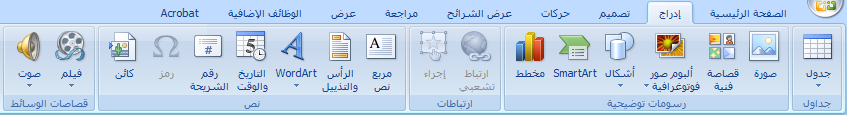 الصفحة الرئيسية إدراج تصميم حركات عرض الشرائح مراجعة عرض الوظائف الإضافية Acrobat
جدول
جداول
صورة
قصاصة
فنية
ألبوم صور
فوتوغرافية
أشكال
SmartArt
مخطط
رسومات توضيحية
ارتباط
تشعبي
إجراء
ارتباطات
مربع
نص
الرأس
والتذييل
WordArt
التاريخ
والوقت
رقم
الشريحة
رمز
كائن
نص
فيلم
صوت
قصاصات الوسائط